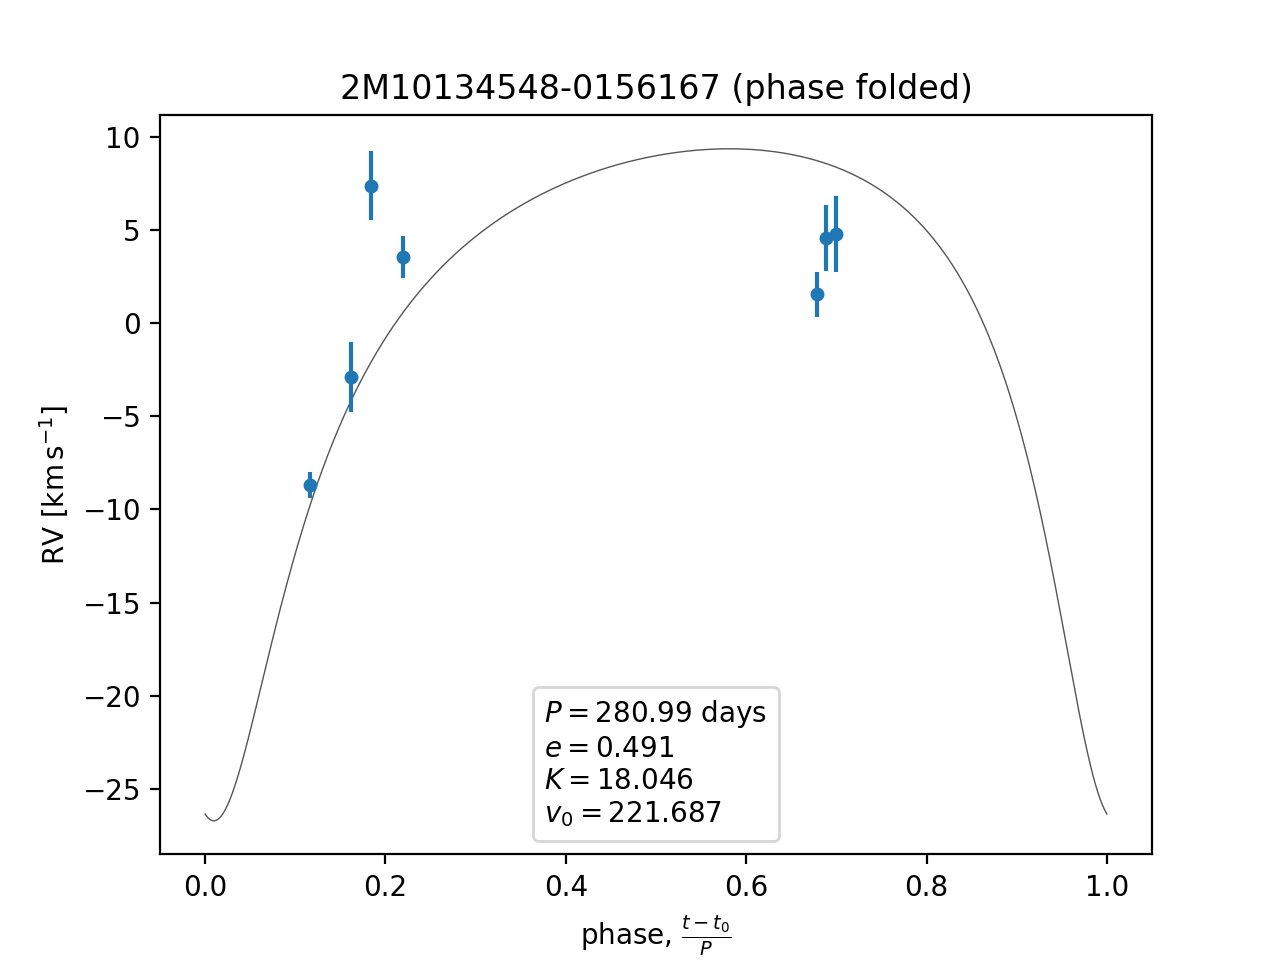 2M10134548-0156167 (phase folded)
10
5
0
−5
−10
−15
−20
−25
RV [km s⁻¹]
P = 280.99 days
e = 0.491
K = 18.046
v₀ = 221.687
0.0 0.2 0.4 0.6 0.8 1.0
phase, (t − t₀)/P